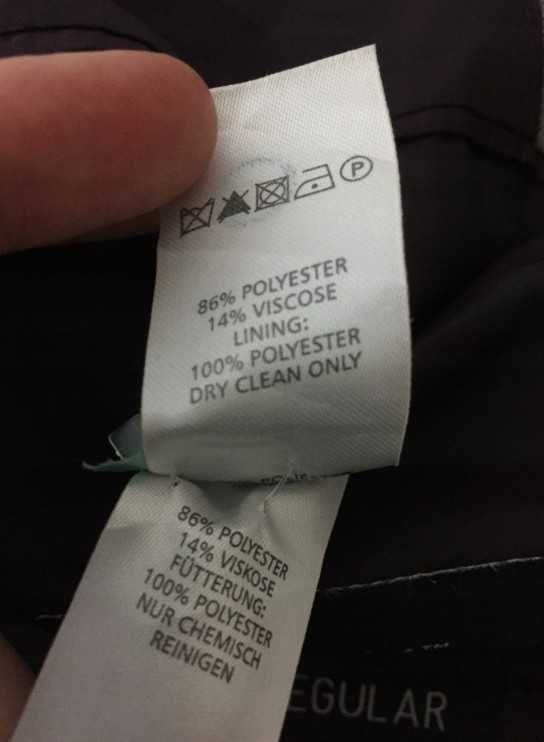 P
86% POLYESTER
14% VISCOSE
LINING:
100% POLYESTER
DRY CLEAN ONLY
86% POLYESTER
14% VISKOSE
FÜTTERUNG:
100% POLYESTER
NUR CHEMISCH
REINIGEN
EGULAR